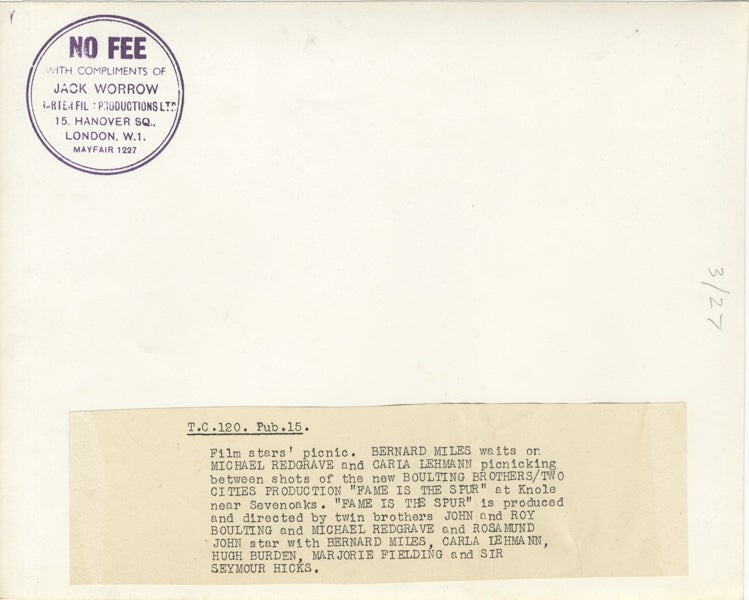 NO FEE
WITH COMPLIMENTS OF
JACK WORROW
PRODUCTIONS LTD
15. HANOVER SQ.,
LONDON, W.1.
MAYFAIR 1227
3/27
T.C.120. Pub.15.
Film stars' picnic. BERNARD MILES waits on
MICHAEL REDGRAVE and CARLA LEHMANN picnicking
between shots of the new BOULTING BROTHERS/TWO
CITIES PRODUCTION "FAME IS THE SPUR" at Knole
near Sevenoaks. "FAME IS THE SPUR" is produced
and directed by twin brothers JOHN and ROY
BOULTING and MICHAEL REDGRAVE and ROSAMUND
JOHN star with BERNARD MILES, CARLA LEHMANN,
HUGH BURDEN, MARJORIE FIELDING and SIR
SEYMOUR HICKS.